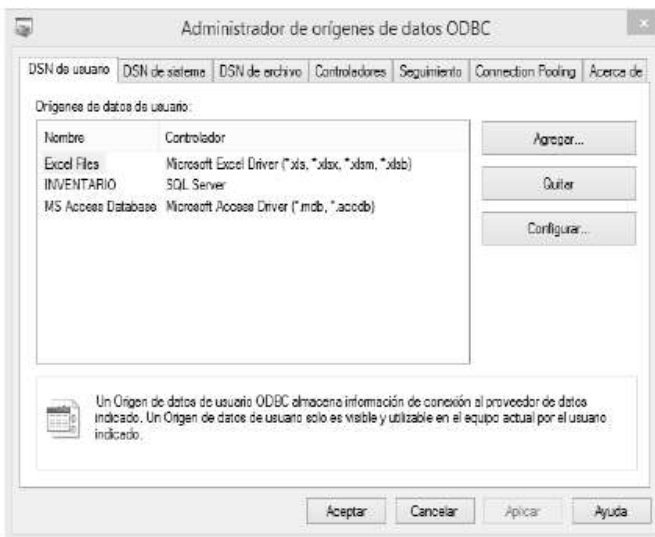 Administrador de orígenes de datos ODBC
DSN de usuario DSN de sistema DSN de archivo Controladores Seguimiento Connection Pooling Acerca de
Orígenes de datos de usuario:
Nombre Controlador
Excel Files Microsoft Excel Driver (*.xls, *.xlsx, *.xlsm, *.xlsb)
INVENTARIO SQL Server
MS Access Database Microsoft Access Driver (*.mdb, *.accdb)
Agregar...
Quitar
Configurar...
Un Origen de datos de usuario ODBC almacena información de conexión al proveedor de datos
indicado. Un Origen de datos de usuario solo es visible y utilizable en el equipo actual por el usuario
indicado.
Aceptar Cancelar Aplicar Ayuda